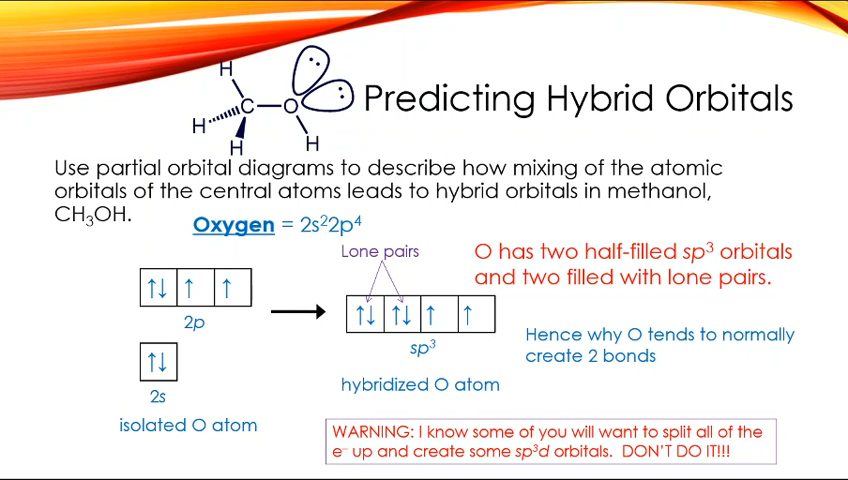 H
C
O
H
H
H
Predicting Hybrid Orbitals
Use partial orbital diagrams to describe how mixing of the atomic
orbitals of the central atoms leads to hybrid orbitals in methanol,
CH₃OH.
Oxygen = 2s²2p⁴
Lone pairs
O has two half-filled sp³ orbitals
and two filled with lone pairs.
↑↓ ↑ ↑
2p
↑↓
2s
isolated O atom
↑↓ ↑↓ ↑ ↑
sp³
hybridized O atom
Hence why O tends to normally
create 2 bonds
WARNING: I know some of you will want to split all of the
e⁻ up and create some sp³d orbitals. DON'T DO IT!!!